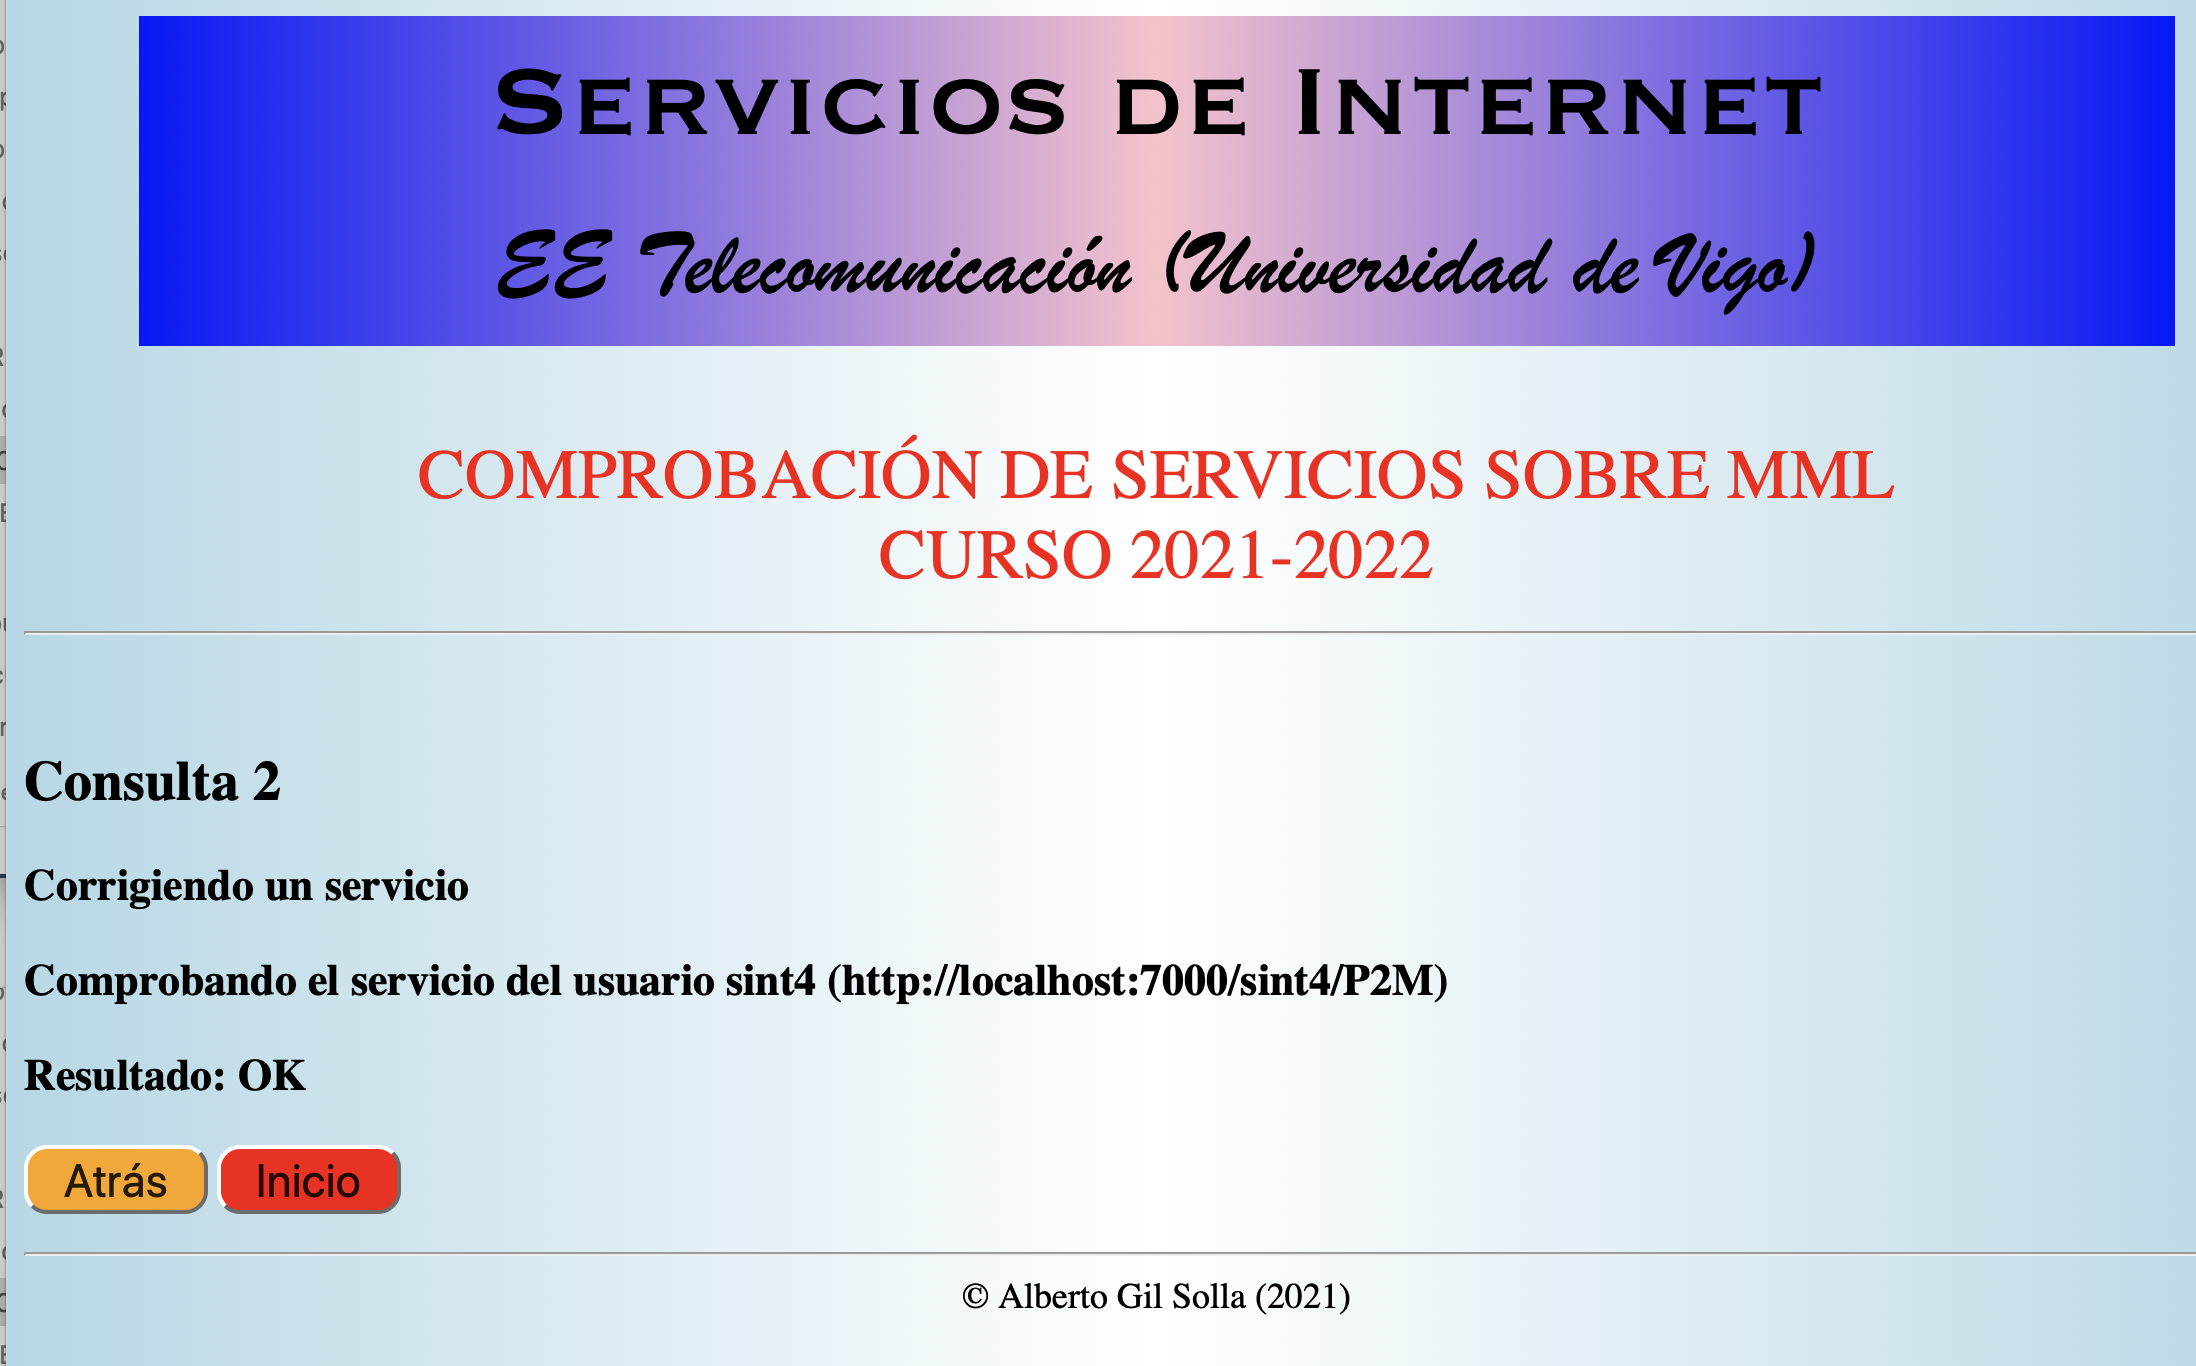 Servicios de Internet
EE Telecomunicación (Universidad de Vigo)
COMPROBACIÓN DE SERVICIOS SOBRE MML
CURSO 2021-2022
Consulta 2
Corrigiendo un servicio
Comprobando el servicio del usuario sint4 (http://localhost:7000/sint4/P2M)
Resultado: OK
Atrás Inicio
© Alberto Gil Solla (2021)